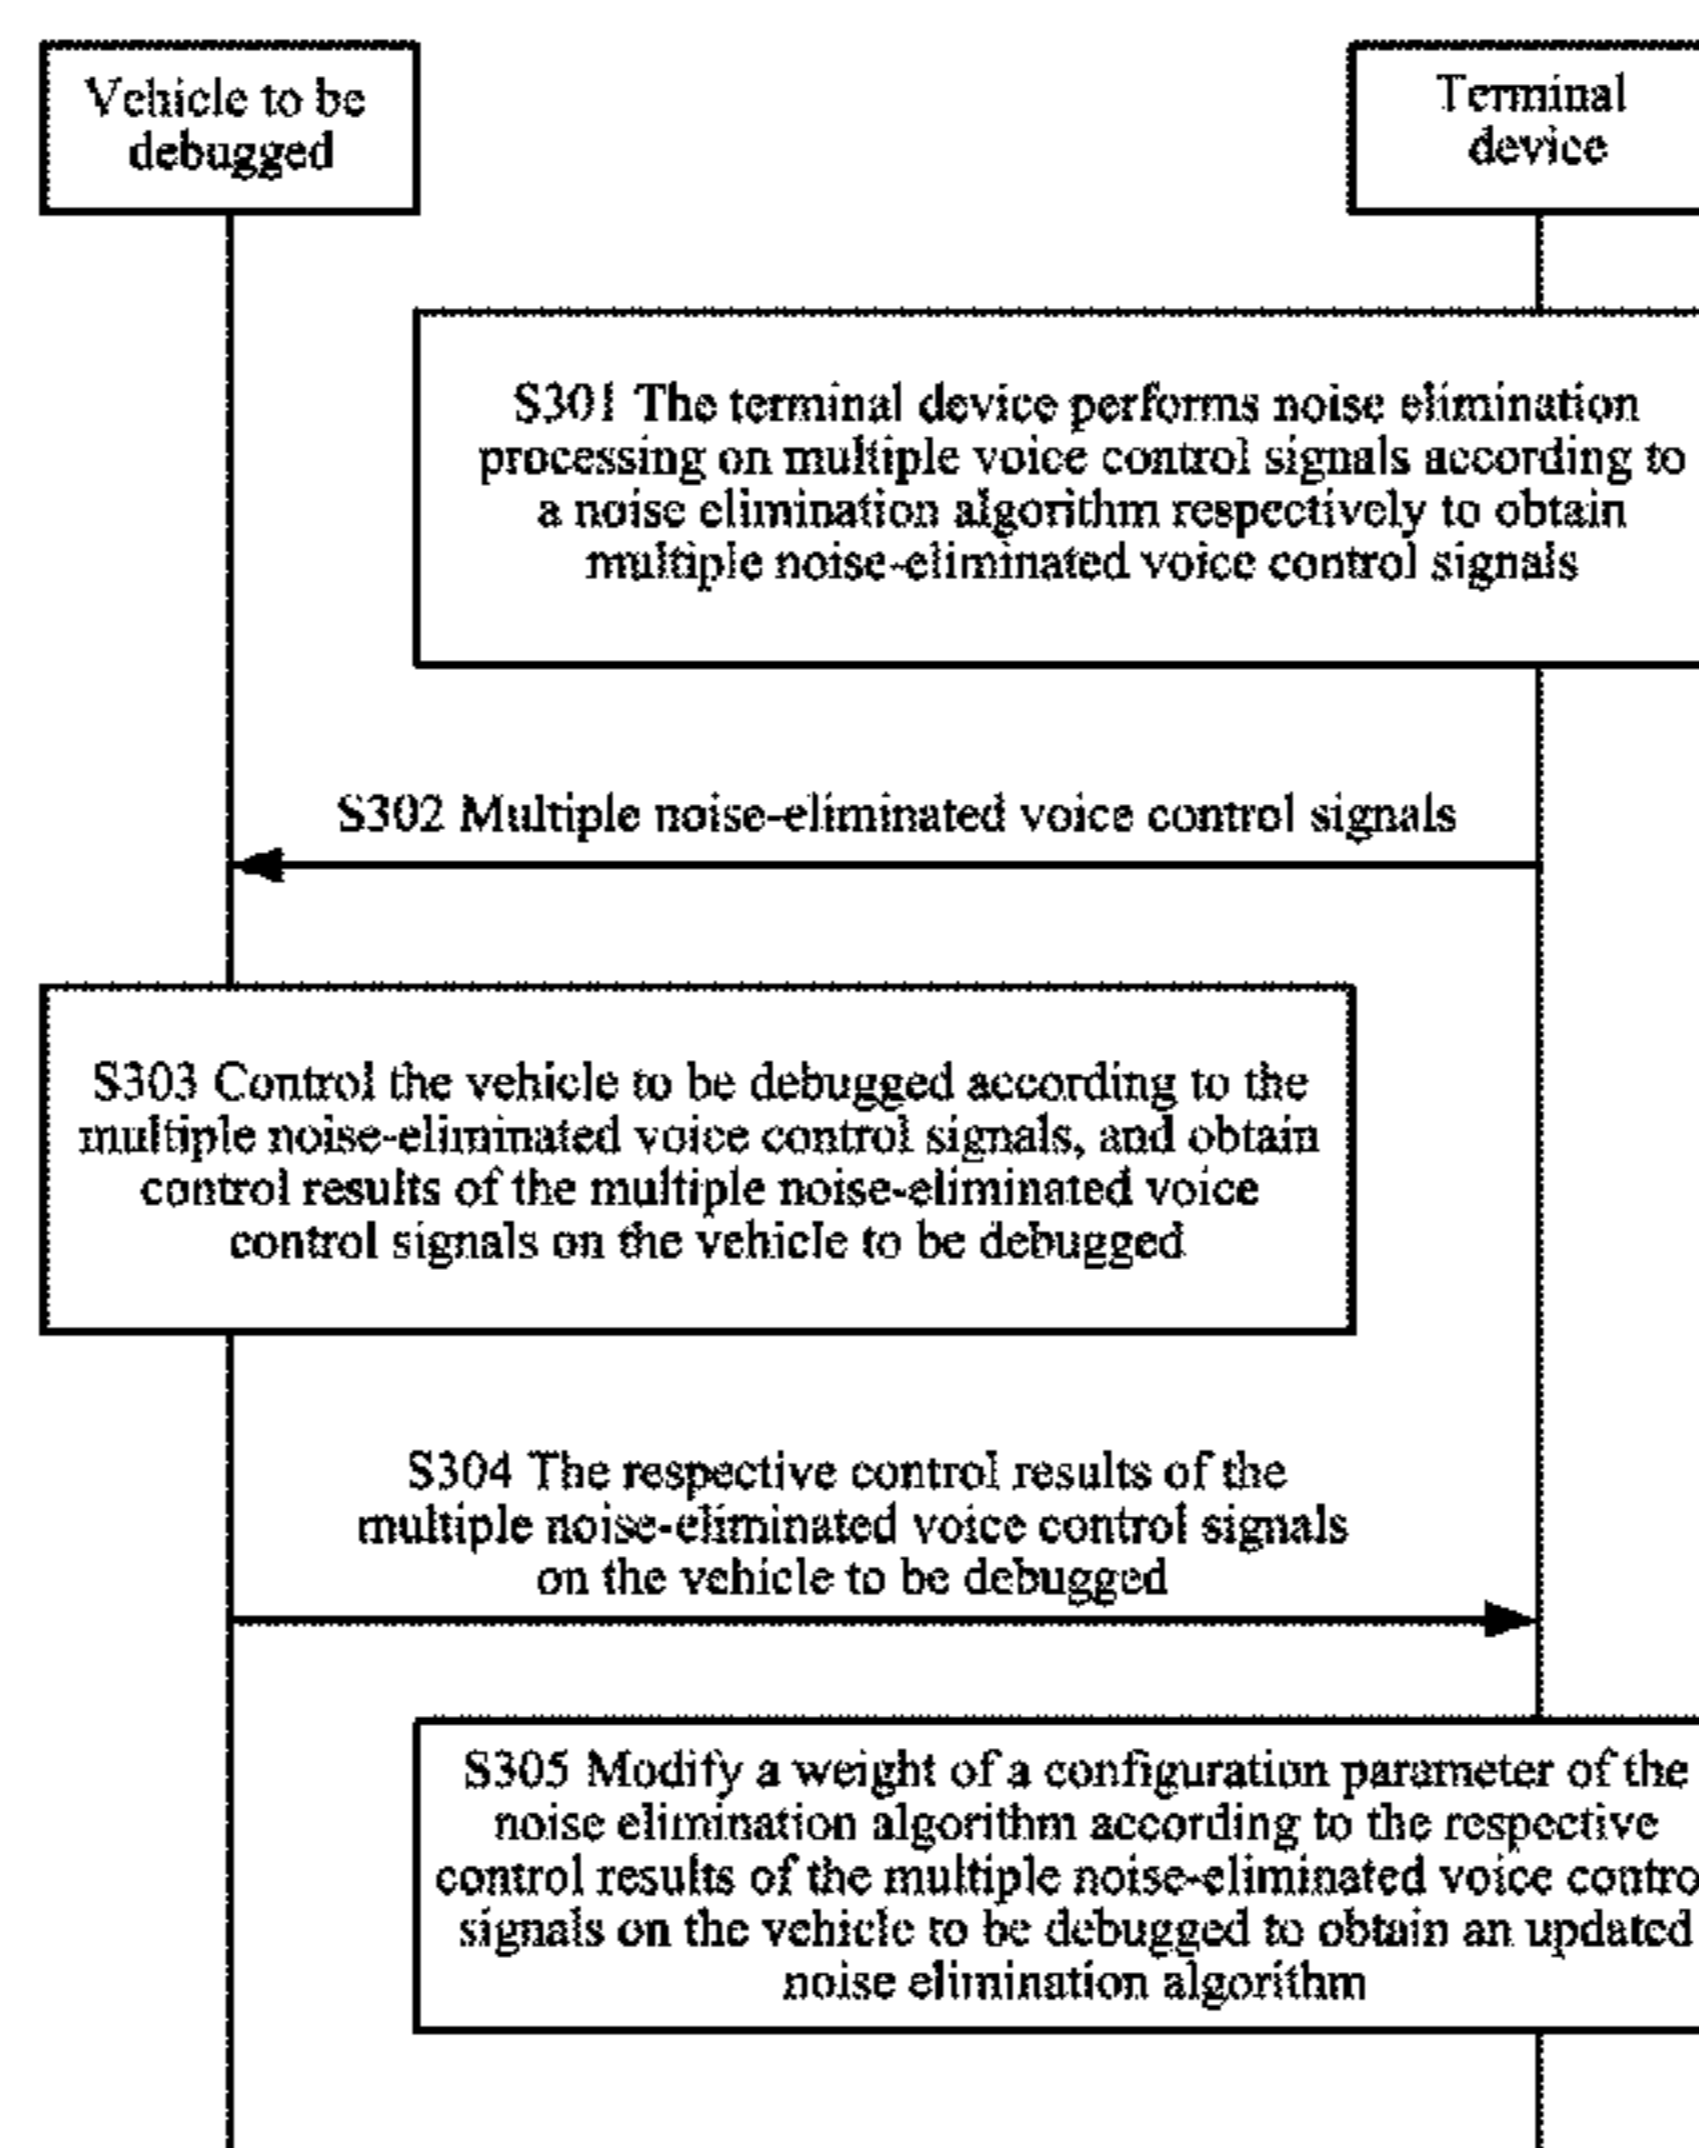 Vehicle to be
debugged
Terminal
device
S301 The terminal device performs noise elimination
processing on multiple voice control signals according to
a noise elimination algorithm respectively to obtain
multiple noise-eliminated voice control signals
S302 Multiple noise-eliminated voice control signals
S303 Control the vehicle to be debugged according to the
multiple noise-eliminated voice control signals, and obtain
control results of the multiple noise-eliminated voice
control signals on the vehicle to be debugged
S304 The respective control results of the
multiple noise-eliminated voice control signals
on the vehicle to be debugged
S305 Modify a weight of a configuration parameter of the
noise elimination algorithm according to the respective
control results of the multiple noise-eliminated voice contro
signals on the vehicle to be debugged to obtain an updated
noise elimination algorithm